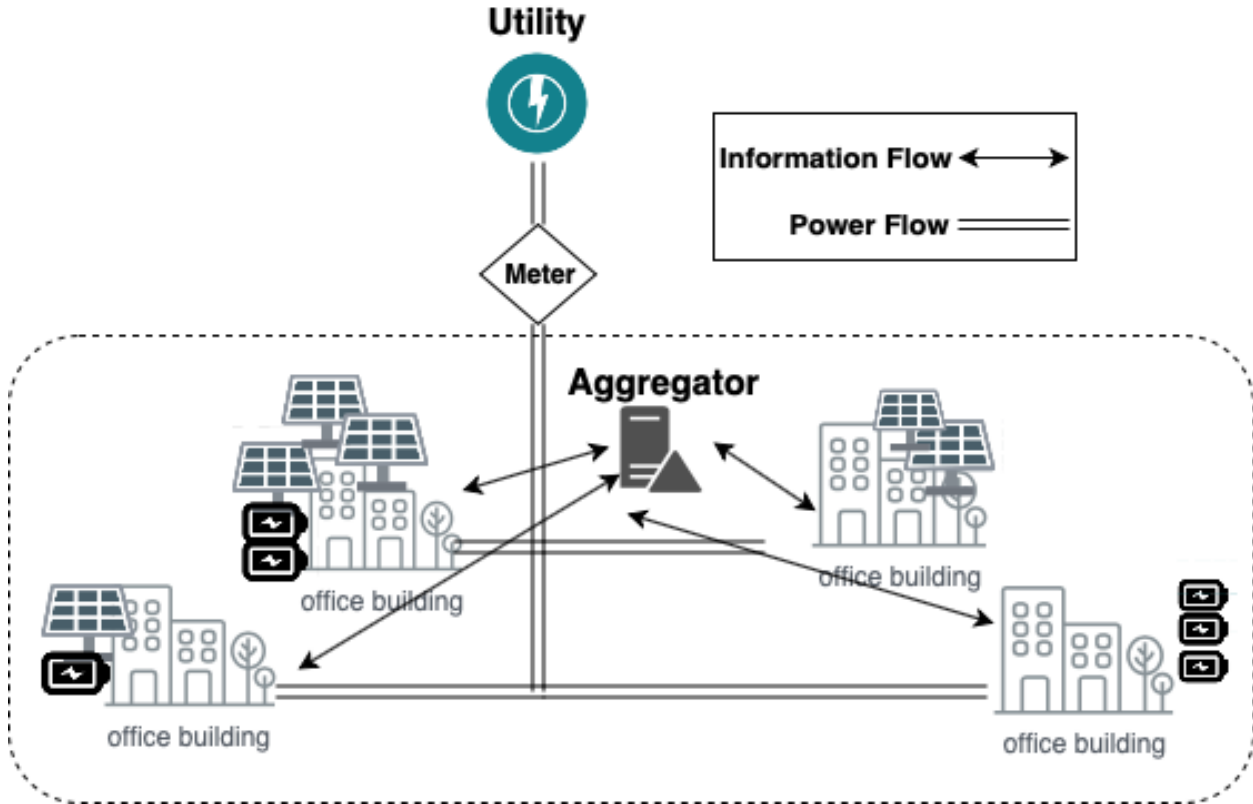 Utility
Information Flow
Power Flow
Meter
Aggregator
office building
office building
office building
office building